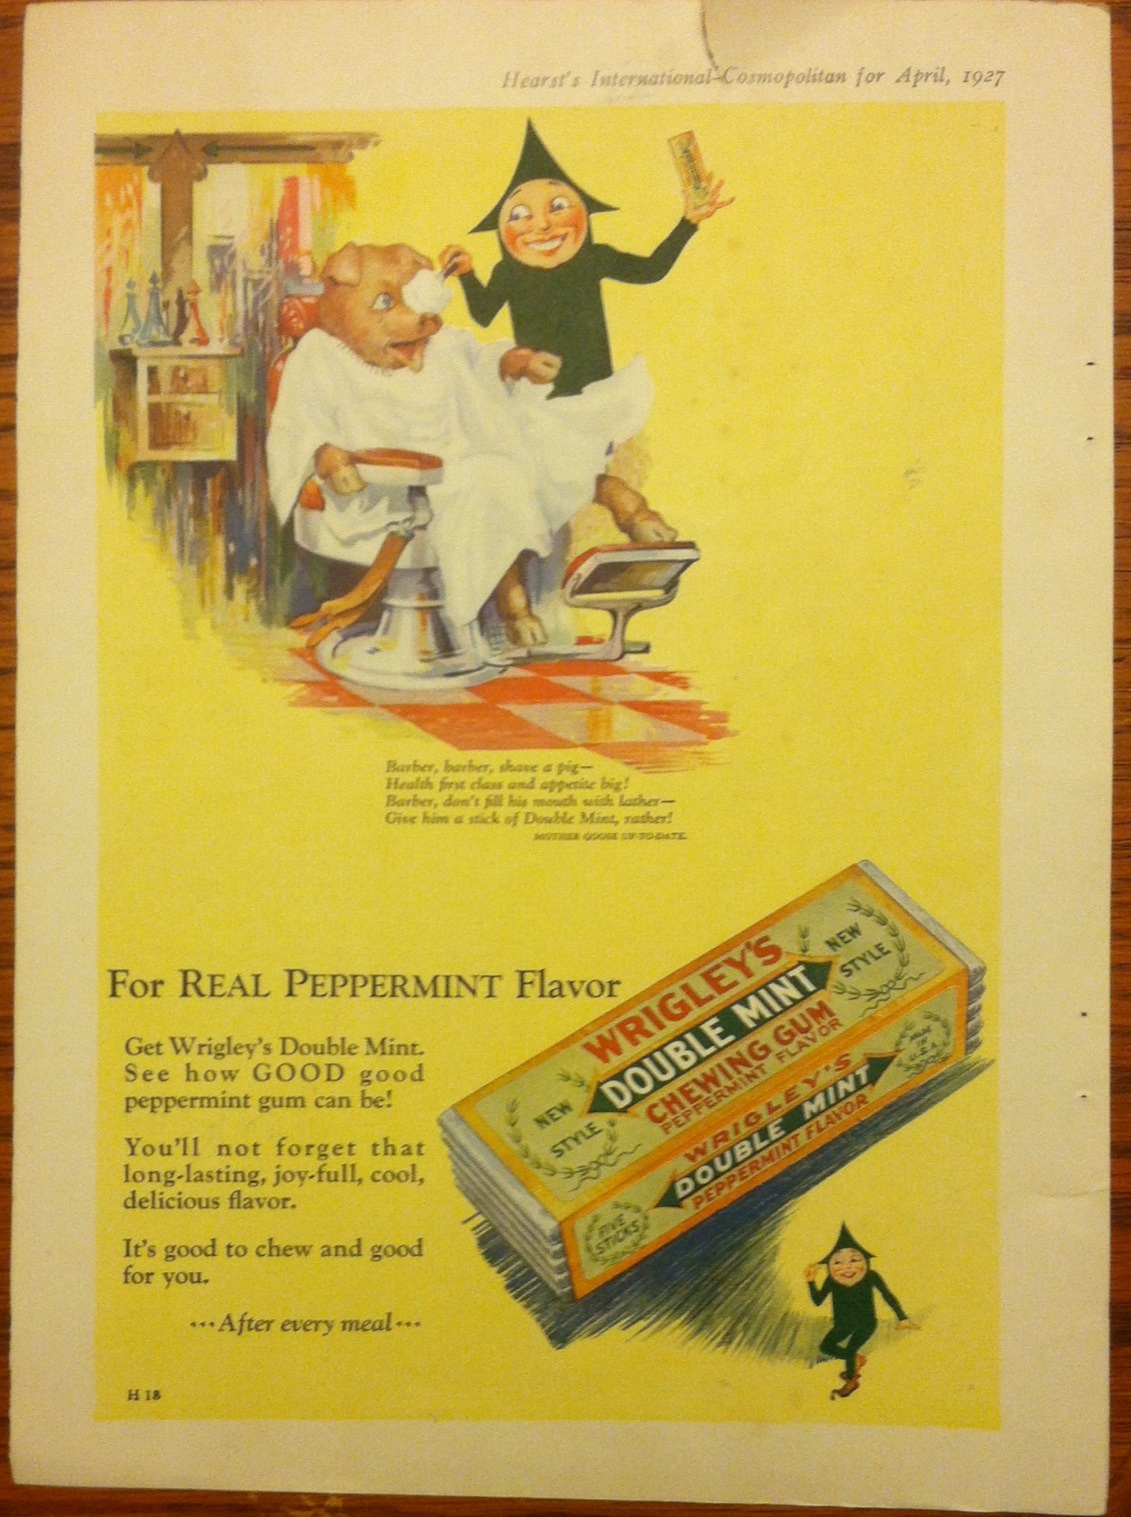 Hearst's International-Cosmopolitan for April, 1927
Barber, barber, shave a pig—
Health first class and appetite big!
Barber, don't fill his mouth with lather—
Give him a stick of Double Mint, rather!
MOTHER GOOSE UP-TO-DATE.
For REAL PEPPERMINT Flavor
Get Wrigley's Double Mint.
See how GOOD good
peppermint gum can be!
You'll not forget that
long-lasting, joy-full, cool,
delicious flavor.
It's good to chew and good
for you.
···After every meal···
H 18
WRIGLEY'S
DOUBLE MINT
CHEWING GUM
PEPPERMINT FLAVOR
NEW
STYLE
NEW
STYLE
WRIGLEY'S
DOUBLE MINT
PEPPERMINT FLAVOR
FIVE
STICKS
MADE
IN
U.S.A.